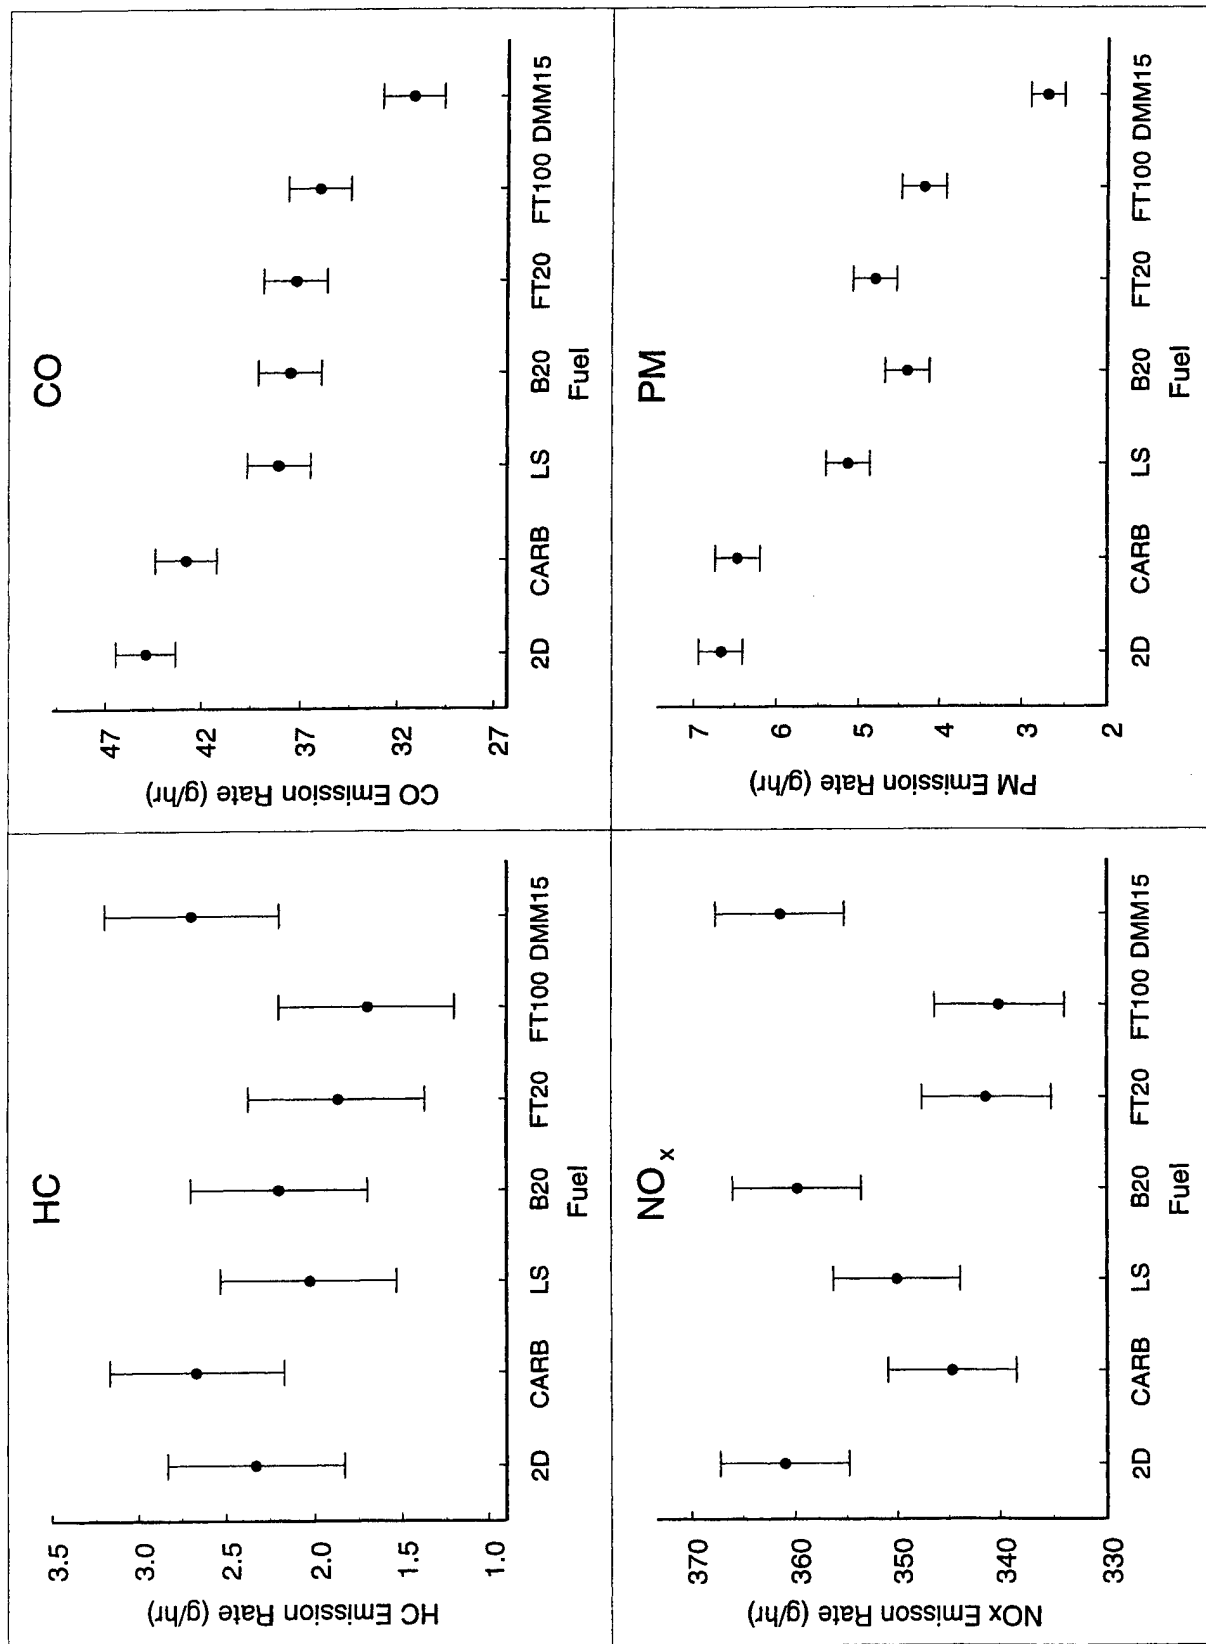 HC
HC Emission Rate (g/hr)
3.5
3.0
2.5
2.0
1.5
1.0
2D CARB LS B20 FT20 FT100 DMM15
Fuel
CO
CO Emission Rate (g/hr)
47
42
37
32
27
2D CARB LS B20 FT20 FT100 DMM15
Fuel
NOx
NOx Emisson Rate (g/hr)
370
360
350
340
330
2D CARB LS B20 FT20 FT100 DMM15
Fuel
PM
PM Emission Rate (g/hr)
7
6
5
4
3
2
2D CARB LS B20 FT20 FT100 DMM15
Fuel